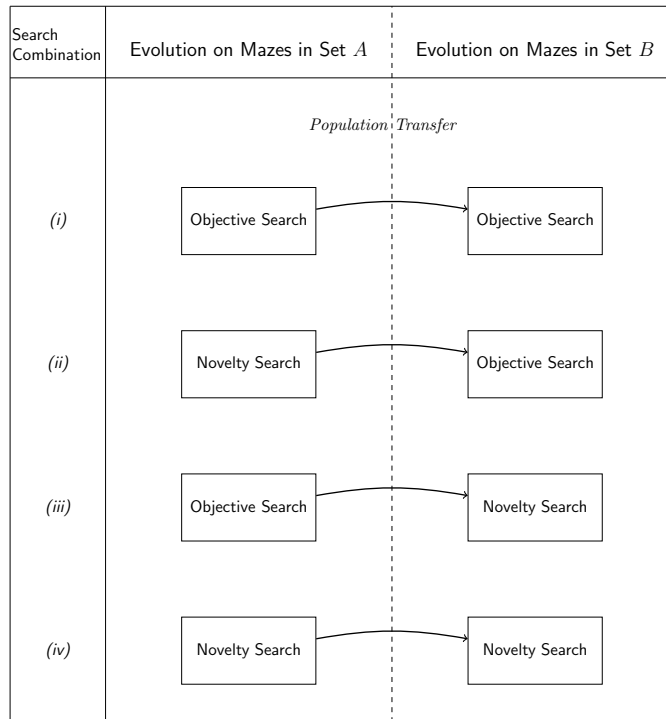 Search
Combination
Evolution on Mazes in Set A
Evolution on Mazes in Set B
Population Transfer
(i)
Objective Search
Objective Search
(ii)
Novelty Search
Objective Search
(iii)
Objective Search
Novelty Search
(iv)
Novelty Search
Novelty Search